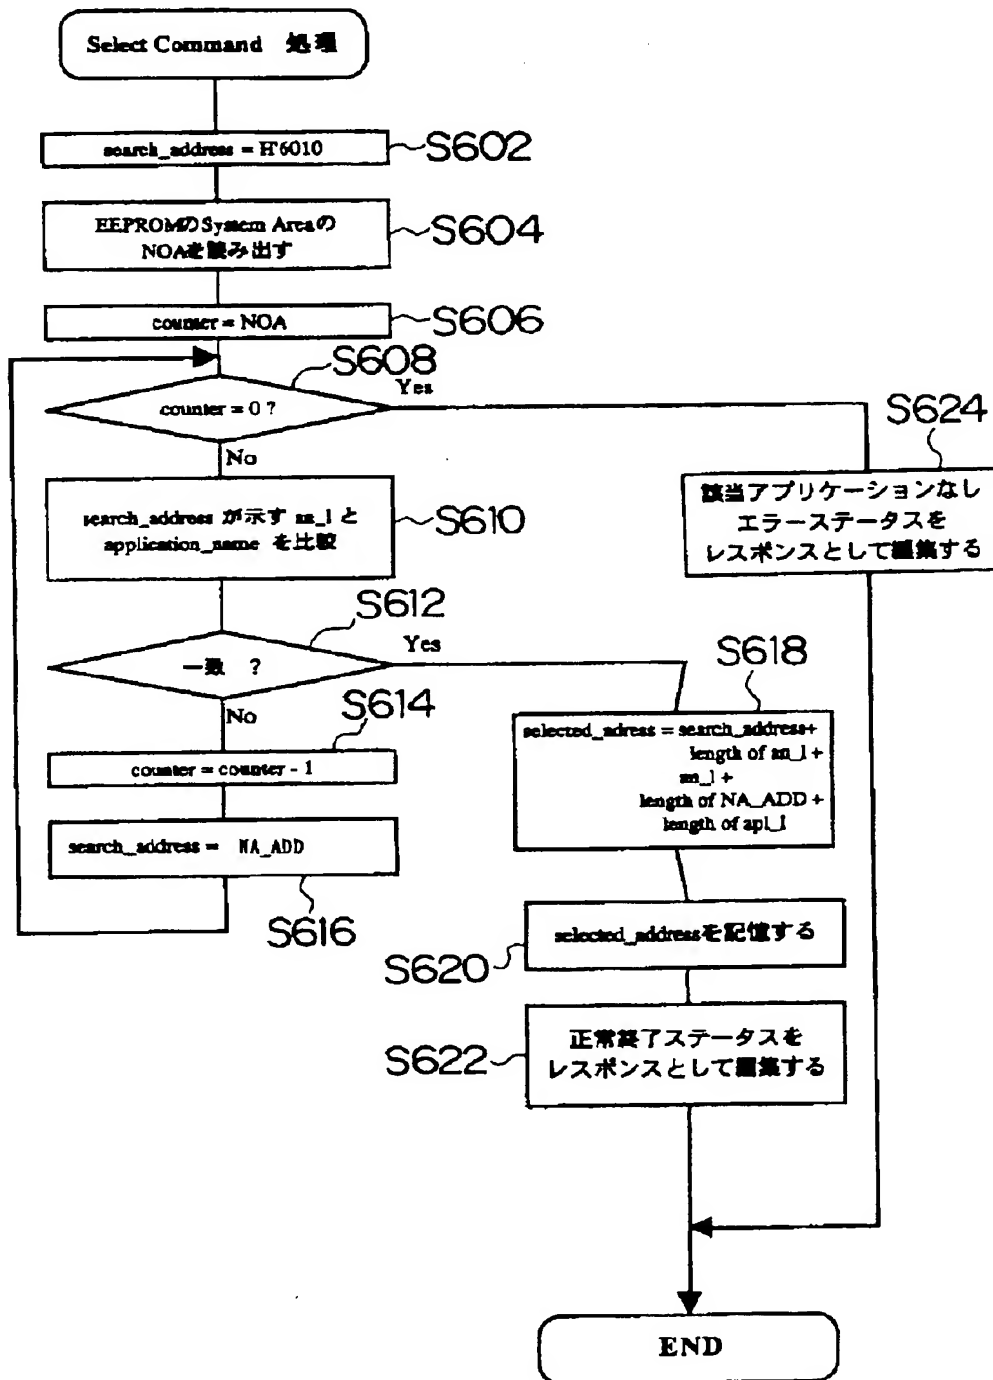 Select Command 処理
search_address = H'6010
S602
EEPROMのSystem Areaの
NOAを読み出す
S604
counter = NOA
S606
S608
counter = 0 ?
Yes
No
search_address が示す an_l と
application_name を比較
S610
S612
一致 ?
Yes
No
S614
counter = counter - 1
search_address = NA_ADD
S616
S618
selected_adress = search_address+
length of an_l +
an_l +
length of NA_ADD +
length of apl_l
selected_addressを記憶する
S620
正常終了ステータスを
レスポンスとして編集する
S622
S624
該当アプリケーションなし
エラーステータスを
レスポンスとして編集する
END